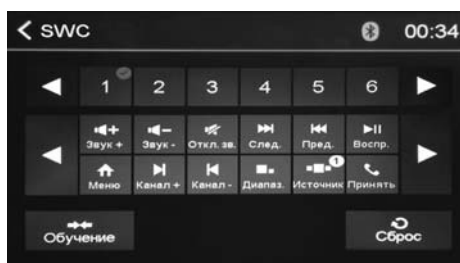 SWC 00:34
1 2 3 4 5 6
Звук + Звук - Откл. зв. След. Пред. Воспр.
1
Меню Канал + Канал - Диапаз. Источник Принять
Обучение Сброс